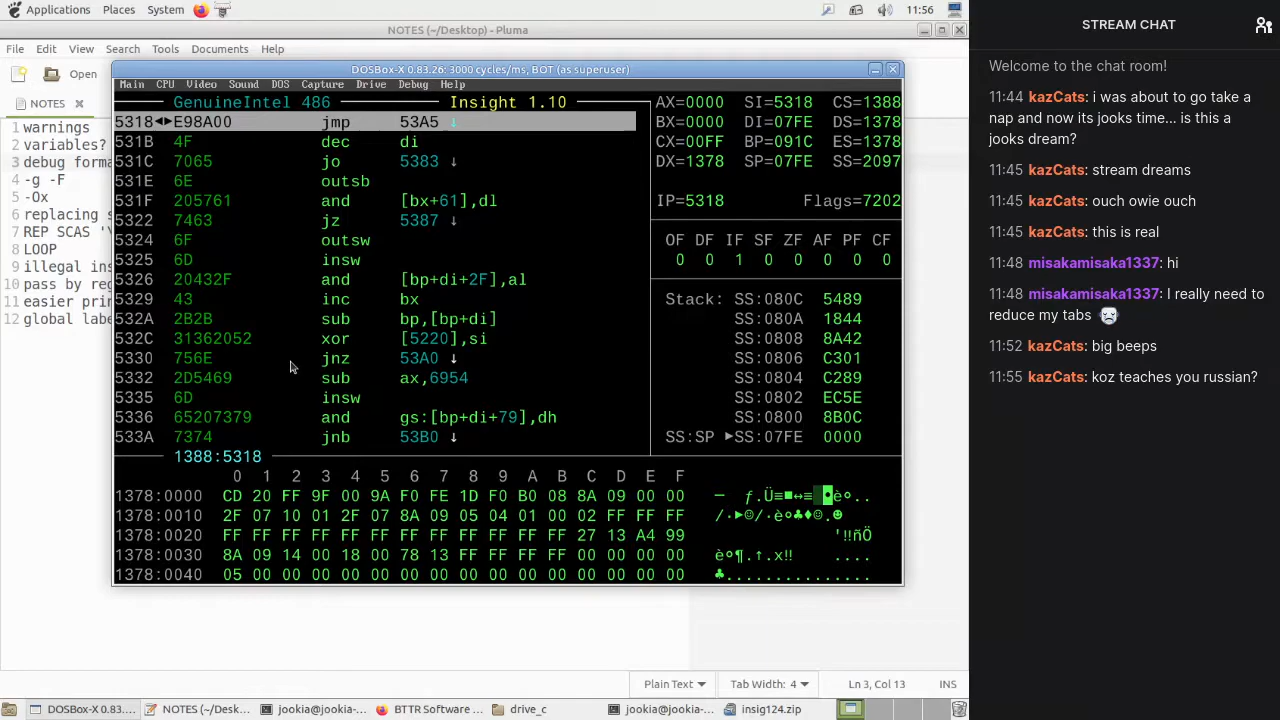 Applications Places System 11:56
NOTES (~/Desktop) - Pluma
File Edit View Search Tools Documents Help
Open
NOTES
1 warnings
2 variables?
3 debug forma
4 -g -F
5 -Ox
6 replacing s
7 REP SCAS '\
8 LOOP
9 illegal ins
10 pass by reg
11 easier prin
12 global labe
DOSBox-X 0.83.26: 3000 cycles/ms, BOT (as superuser)
Main CPU Video Sound DOS Capture Drive Debug Help
GenuineIntel 486 Insight 1.10
5318 E98A00 jmp 53A5 ↓
531B 4F dec di
531C 7065 jo 5383 ↓
531E 6E outsb
531F 205761 and [bx+61],dl
5322 7463 jz 5387 ↓
5324 6F outsw
5325 6D insw
5326 20432F and [bp+di+2F],al
5329 43 inc bx
532A 2B2B sub bp,[bp+di]
532C 31362052 xor [5220],si
5330 756E jnz 53A0 ↓
5332 2D5469 sub ax,6954
5335 6D insw
5336 65207379 and gs:[bp+di+79],dh
533A 7374 jnb 53B0 ↓
1388:5318
AX=0000 SI=5318 CS=1388
BX=0000 DI=07FE DS=1378
CX=00FF BP=091C ES=1378
DX=1378 SP=07FE SS=2097
IP=5318 Flags=7202
OF DF IF SF ZF AF PF CF
0 0 1 0 0 0 0 0
Stack: SS:080C 5489
SS:080A 1844
SS:0808 8A42
SS:0806 C301
SS:0804 C289
SS:0802 EC5E
SS:0800 8B0C
SS:SP ►SS:07FE 0000
0 1 2 3 4 5 6 7 8 9 A B C D E F
1378:0000 CD 20 FF 9F 00 9A F0 FE 1D F0 B0 08 8A 09 00 00
1378:0010 2F 07 10 01 2F 07 8A 09 05 04 01 00 02 FF FF FF
1378:0020 FF FF FF FF FF FF FF FF FF FF FF FF 27 13 A4 99
1378:0030 8A 09 14 00 18 00 78 13 FF FF FF FF 00 00 00 00
1378:0040 05 00 00 00 00 00 00 00 00 00 00 00 00 00 00 00
Plain Text Tab Width: 4 Ln 3, Col 13 INS
DOSBox-X 0.83.... NOTES (~/Des... jookia@jookia-... BTTR Software ... drive_c jookia@jookia-... insig124.zip
STREAM CHAT
Welcome to the chat room!
11:44 kazCats: i was about to go take a
nap and now its jooks time... is this a
jooks dream?
11:45 kazCats: stream dreams
11:45 kazCats: ouch owie ouch
11:45 kazCats: this is real
11:48 misakamisaka1337: hi
11:48 misakamisaka1337: I really need to
reduce my tabs
11:52 kazCats: big beeps
11:55 kazCats: koz teaches you russian?